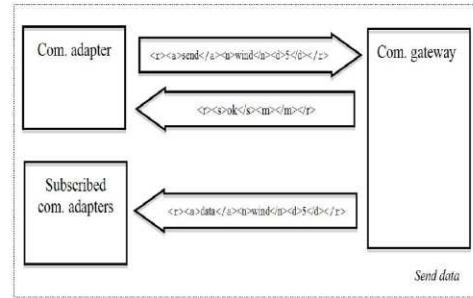 Com. adapter
<r><a>send</a><n>wind</n><d>5</d></r>
Com. gateway
<r><s>ok</s><m></m></r>
Subscribed
com. adapters
<r><a>data</a><n>wind</n><d>5</d></r>
Send data